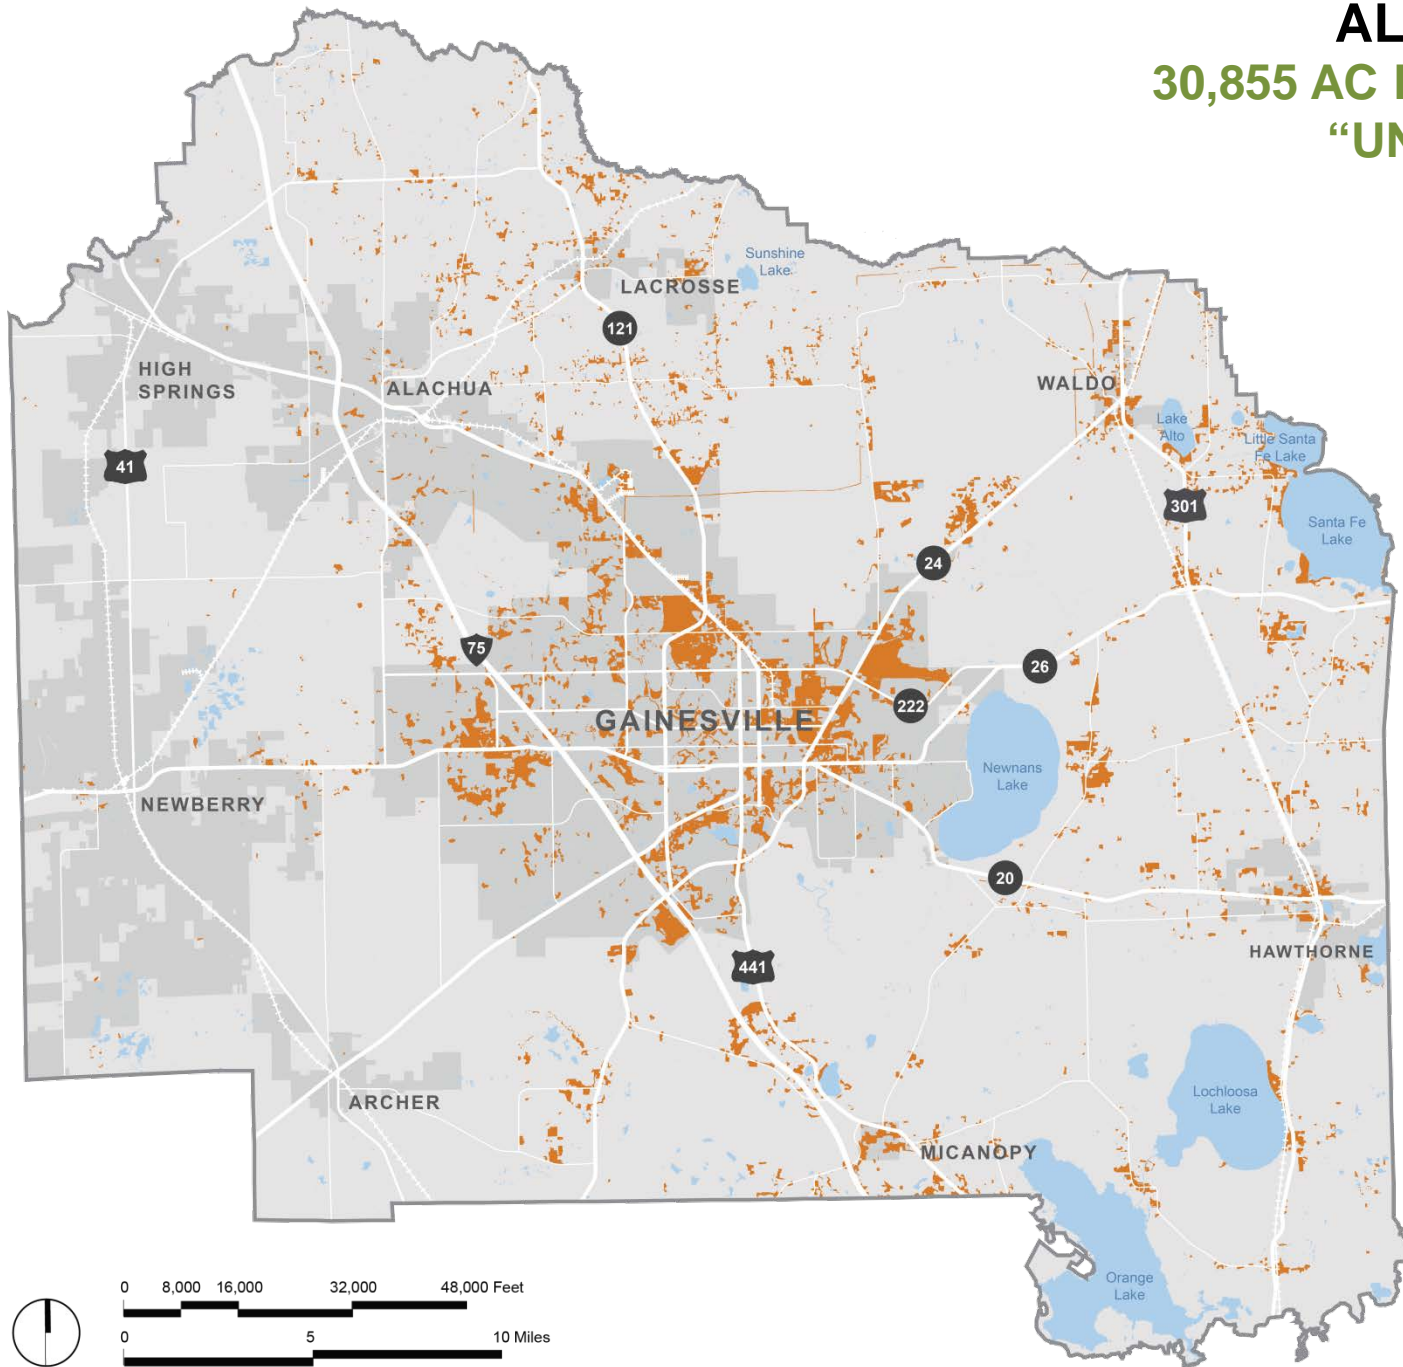 AL
30,855 AC
“UN
Sunshine
Lake
LACROSSE
121
HIGH
SPRINGS
ALACHUA
WALDO
Lake
Alto
Little Santa
Fe Lake
41
301
Santa Fe
Lake
24
75
26
222
GAINESVILLE
Newnans
Lake
NEWBERRY
20
HAWTHORNE
441
Lochloosa
Lake
ARCHER
MICANOPY
Orange
Lake
0 8,000 16,000 32,000 48,000 Feet
0 5 10 Miles